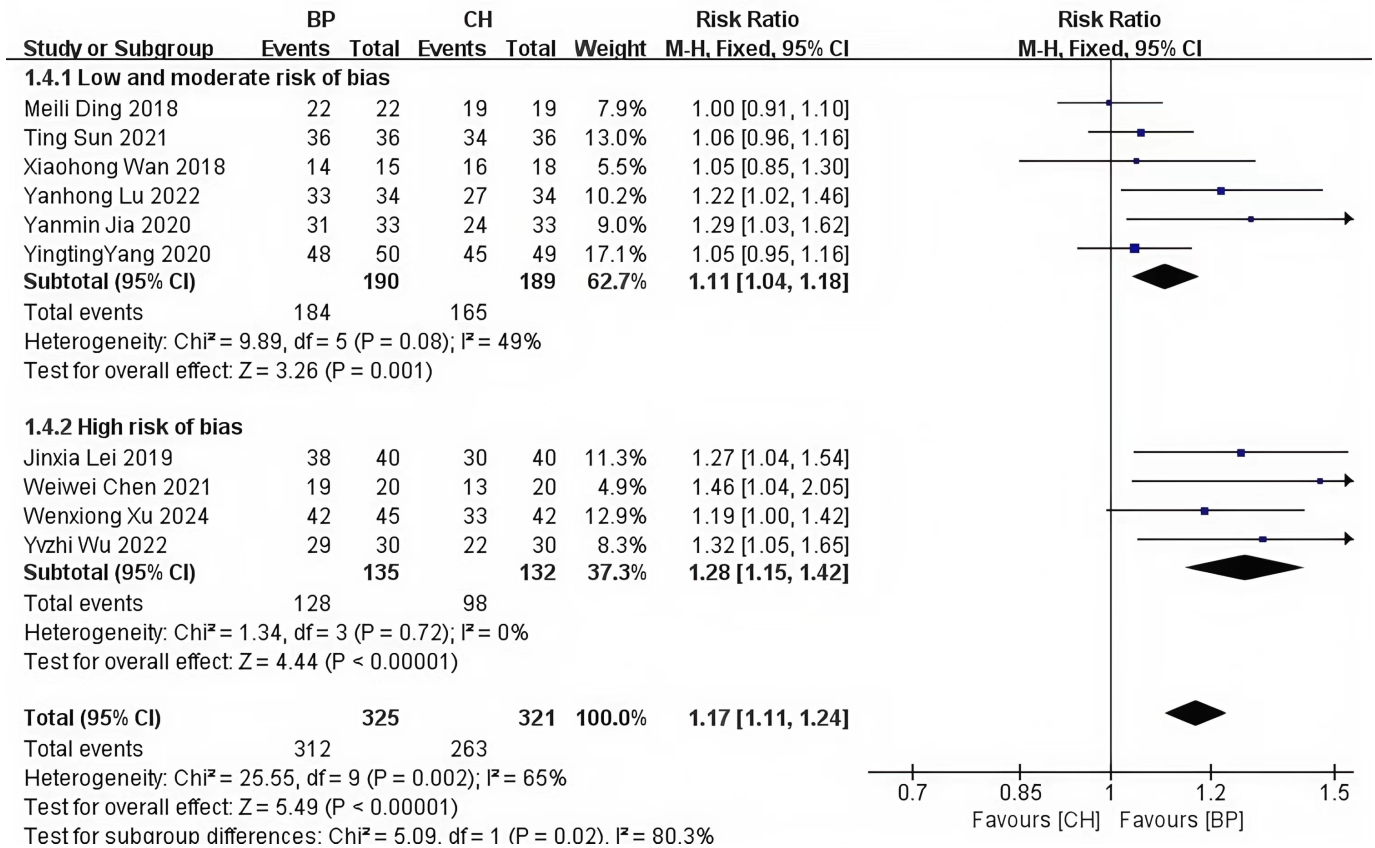 BP CH Risk Ratio Risk Ratio
Study or Subgroup Events Total Events Total Weight M-H, Fixed, 95% CI M-H, Fixed, 95% CI
1.4.1 Low and moderate risk of bias
Meili Ding 2018 22 22 19 19 7.9% 1.00 [0.91, 1.10]
Ting Sun 2021 36 36 34 36 13.0% 1.06 [0.96, 1.16]
Xiaohong Wan 2018 14 15 16 18 5.5% 1.05 [0.85, 1.30]
Yanhong Lu 2022 33 34 27 34 10.2% 1.22 [1.02, 1.46]
Yanmin Jia 2020 31 33 24 33 9.0% 1.29 [1.03, 1.62]
YingtingYang 2020 48 50 45 49 17.1% 1.05 [0.95, 1.16]
Subtotal (95% CI) 190 189 62.7% 1.11 [1.04, 1.18]
Total events 184 165
Heterogeneity: Chi² = 9.89, df = 5 (P = 0.08); I² = 49%
Test for overall effect: Z = 3.26 (P = 0.001)
1.4.2 High risk of bias
Jinxia Lei 2019 38 40 30 40 11.3% 1.27 [1.04, 1.54]
Weiwei Chen 2021 19 20 13 20 4.9% 1.46 [1.04, 2.05]
Wenxiong Xu 2024 42 45 33 42 12.9% 1.19 [1.00, 1.42]
Yvzhi Wu 2022 29 30 22 30 8.3% 1.32 [1.05, 1.65]
Subtotal (95% CI) 135 132 37.3% 1.28 [1.15, 1.42]
Total events 128 98
Heterogeneity: Chi² = 1.34, df = 3 (P = 0.72); I² = 0%
Test for overall effect: Z = 4.44 (P < 0.00001)
Total (95% CI) 325 321 100.0% 1.17 [1.11, 1.24]
Total events 312 263
Heterogeneity: Chi² = 25.55, df = 9 (P = 0.002); I² = 65%
Test for overall effect: Z = 5.49 (P < 0.00001)
Test for subgroup differences: Chi² = 5.09, df = 1 (P = 0.02), I² = 80.3%
0.7 0.85 1 1.2 1.5
Favours [CH] Favours [BP]